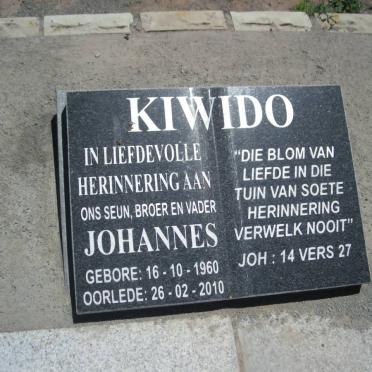 KIWIDO
IN LIEFDEVOLLE
HERINNERING AAN
ONS SEUN, BROER EN VADER
JOHANNES
GEBORE: 16 - 10 - 1960
OORLEDE: 26 - 02 - 2010
"DIE BLOM VAN
LIEFDE IN DIE
TUIN VAN SOETE
HERINNERING
VERWELK NOOIT"
JOH : 14 VERS 27